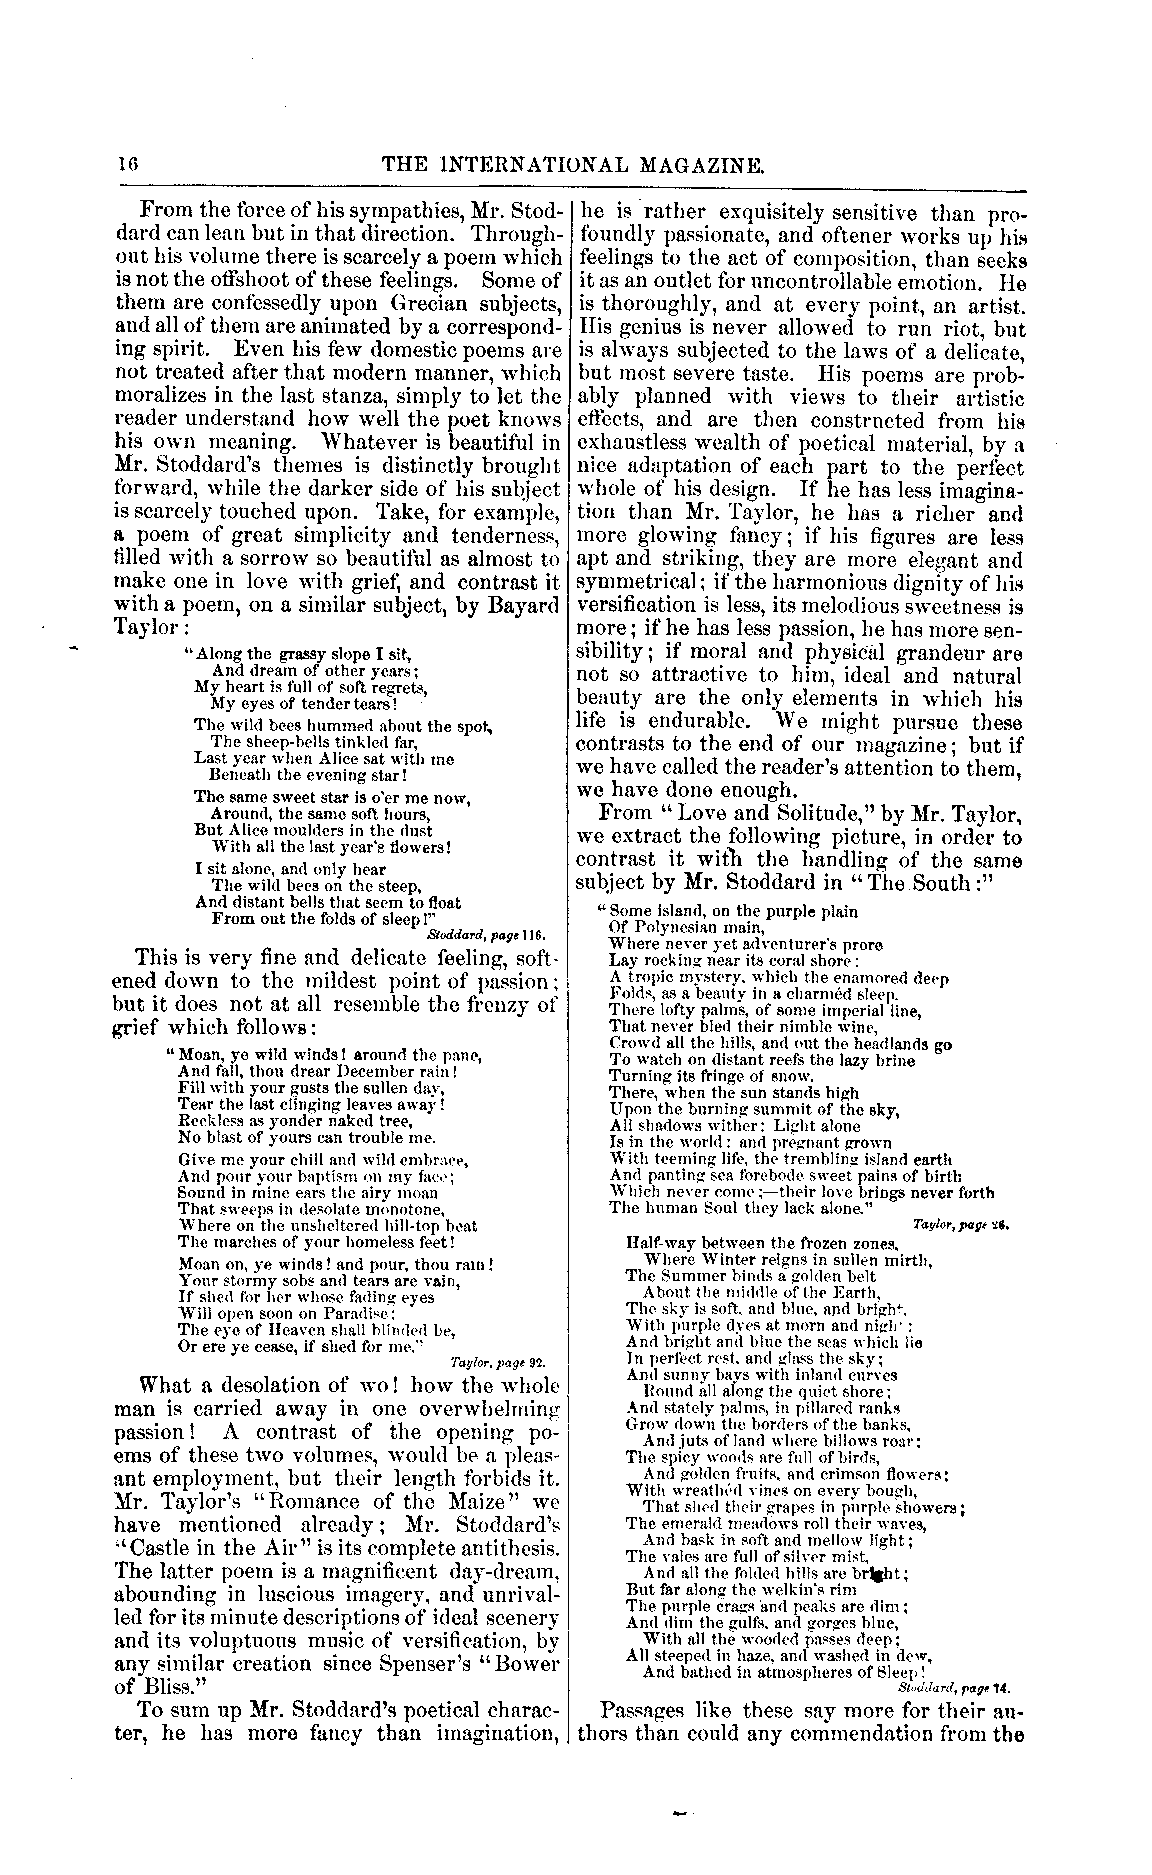 16 THE INTERNATIONAL MAGAZINE.
From the force of his sympathies, Mr. Stod-
dard can lean but in that direction. Through-
out his volume there is scarcely a poem which
is not the offshoot of these feelings. Some of
them are confessedly upon Grecian subjects,
and all of them are animated by a correspond-
ing spirit. Even his few domestic poems are
not treated after that modern manner, which
moralizes in the last stanza, simply to let the
reader understand how well the poet knows
his own meaning. Whatever is beautiful in
Mr. Stoddard's themes is distinctly brought
forward, while the darker side of his subject
is scarcely touched upon. Take, for example,
a poem of great simplicity and tenderness,
filled with a sorrow so beautiful as almost to
make one in love with grief, and contrast it
with a poem, on a similar subject, by Bayard
Taylor:
"Along the grassy slope I sit,
And dream of other years;
My heart is full of soft regrets,
My eyes of tender tears!
The wild bees hummed about the spot,
The sheep-bells tinkled far,
Last year when Alice sat with me
Beneath the evening star!
The same sweet star is o'er me now,
Around, the same soft hours,
But Alice moulders in the dust
With all the last year's flowers!
I sit alone, and only hear
The wild bees on the steep,
And distant bells that seem to float
From out the folds of sleep!"
Stoddard, page 116.
This is very fine and delicate feeling, soft-
ened down to the mildest point of passion;
but it does not at all resemble the frenzy of
grief which follows:
"Moan, ye wild winds! around the pane,
And fall, thou drear December rain!
Fill with your gusts the sullen day,
Tear the last clinging leaves away!
Reckless as yonder naked tree,
No blast of yours can trouble me.
Give me your chill and wild embrace,
And pour your baptism on my face;
Sound in mine ears the airy moan
That sweeps in desolate monotone,
Where on the unsheltered hill-top beat
The marches of your homeless feet!
Moan on, ye winds! and pour, thou rain!
Your stormy sobs and tears are vain,
If shed for her whose fading eyes
Will open soon on Paradise;
The eye of Heaven shall blinded be,
Or ere ye cease, if shed for me."
Taylor, page 92.
What a desolation of wo! how the whole
man is carried away in one overwhelming
passion! A contrast of the opening po-
ems of these two volumes, would be a pleas-
ant employment, but their length forbids it.
Mr. Taylor's "Romance of the Maize" we
have mentioned already; Mr. Stoddard's
"Castle in the Air" is its complete antithesis.
The latter poem is a magnificent day-dream,
abounding in luscious imagery, and unrival-
led for its minute descriptions of ideal scenery
and its voluptuous music of versification, by
any similar creation since Spenser's "Bower
of Bliss."
To sum up Mr. Stoddard's poetical charac-
ter, he has more fancy than imagination,
he is rather exquisitely sensitive than pro-
foundly passionate, and oftener works up his
feelings to the act of composition, than seeks
it as an outlet for uncontrollable emotion. He
is thoroughly, and at every point, an artist.
His genius is never allowed to run riot, but
is always subjected to the laws of a delicate,
but most severe taste. His poems are prob-
ably planned with views to their artistic
effects, and are then constructed from his
exhaustless wealth of poetical material, by a
nice adaptation of each part to the perfect
whole of his design. If he has less imagina-
tion than Mr. Taylor, he has a richer and
more glowing fancy; if his figures are less
apt and striking, they are more elegant and
symmetrical; if the harmonious dignity of his
versification is less, its melodious sweetness is
more; if he has less passion, he has more sen-
sibility; if moral and physical grandeur are
not so attractive to him, ideal and natural
beauty are the only elements in which his
life is endurable. We might pursue these
contrasts to the end of our magazine; but if
we have called the reader's attention to them,
we have done enough.
From "Love and Solitude," by Mr. Taylor,
we extract the following picture, in order to
contrast it with the handling of the same
subject by Mr. Stoddard in "The South:"
"Some island, on the purple plain
Of Polynesian main,
Where never yet adventurer's prore
Lay rocking near its coral shore:
A tropic mystery, which the enamored deep
Folds, as a beauty in a charméd sleep.
There lofty palms, of some imperial line,
That never bled their nimble wine,
Crowd all the hills, and out the headlands go
To watch on distant reefs the lazy brine
Turning its fringe of snow.
There, when the sun stands high
Upon the burning summit of the sky,
All shadows wither: Light alone
Is in the world: and pregnant grown
With teeming life, the trembling island earth
And panting sea forebode sweet pains of birth
Which never come;—their love brings never forth
The human Soul they lack alone."
Taylor, page 26.
Half-way between the frozen zones,
Where Winter reigns in sullen mirth,
The Summer binds a golden belt
About the middle of the Earth,
The sky is soft, and blue, and bright,
With purple dyes at morn and night:
And bright and blue the seas which lie
In perfect rest, and glass the sky;
And sunny bays with inland curves
Round all along the quiet shore;
And stately palms, in pillared ranks
Grow down the borders of the banks,
And juts of land where billows roar:
The spicy woods are full of birds,
And golden fruits, and crimson flowers;
With wreathéd vines on every bough,
That shed their grapes in purple showers;
The emerald meadows roll their waves,
And bask in soft and mellow light;
The vales are full of silver mist,
And all the folded hills are bright;
But far along the welkin's rim
The purple crags and peaks are dim;
And dim the gulfs, and gorges blue,
With all the wooded passes deep;
All steeped in haze, and washed in dew,
And bathed in atmospheres of Sleep!
Stoddard, page 14.
Passages like these say more for their au-
thors than could any commendation from the